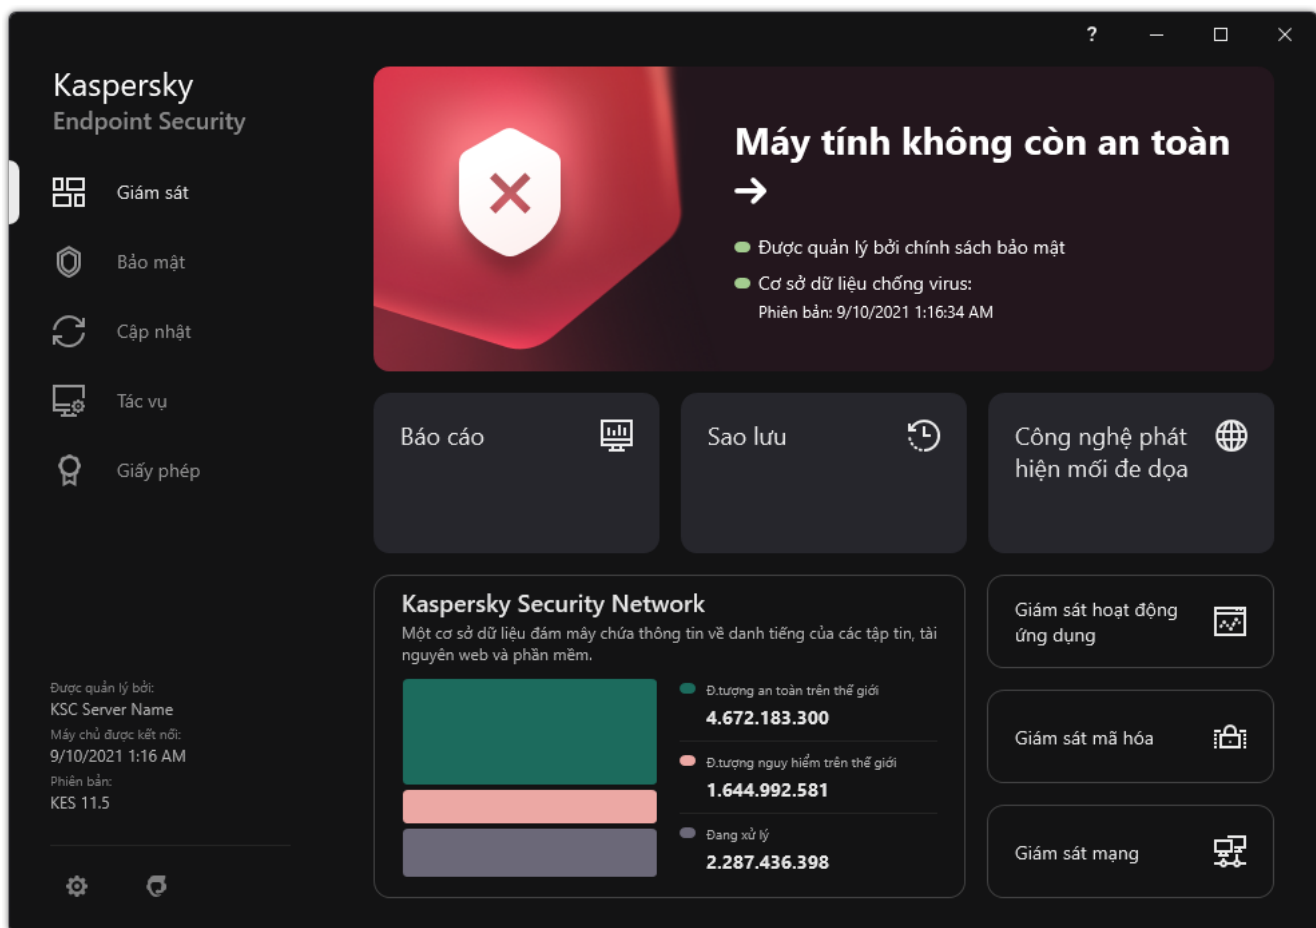 ?
Kaspersky
Endpoint Security
Giám sát
Bảo mật
Cập nhật
Tác vụ
Giấy phép
Được quản lý bởi:
KSC Server Name
Máy chủ được kết nối:
9/10/2021 1:16 AM
Phiên bản:
KES 11.5
Máy tính không còn an toàn
Được quản lý bởi chính sách bảo mật
Cơ sở dữ liệu chống virus:
Phiên bản: 9/10/2021 1:16:34 AM
Báo cáo
Sao lưu
Công nghệ phát
hiện mối đe dọa
Kaspersky Security Network
Một cơ sở dữ liệu đám mây chứa thông tin về danh tiếng của các tập tin, tài
nguyên web và phần mềm.
Đ.tượng an toàn trên thế giới
4.672.183.300
Đ.tượng nguy hiểm trên thế giới
1.644.992.581
Đang xử lý
2.287.436.398
Giám sát hoạt động
ứng dụng
Giám sát mã hóa
Giám sát mạng